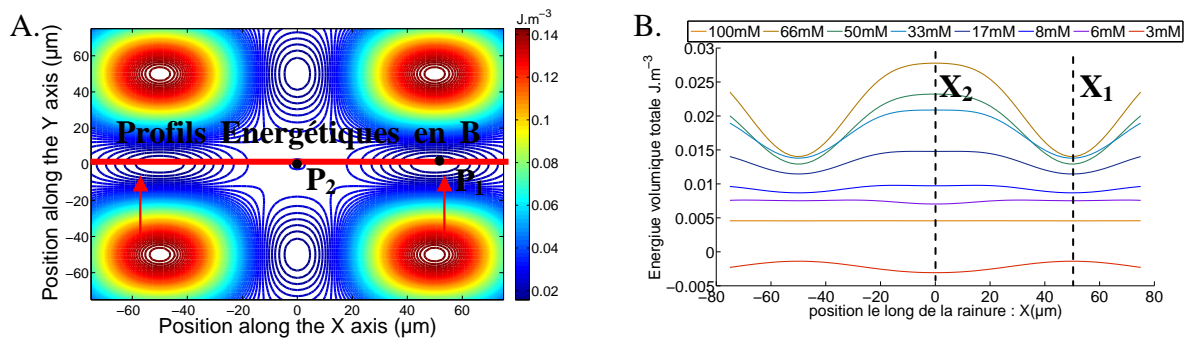 A.
J.m⁻³
Position along the Y axis (µm)
60
40
20
0
−20
−40
−60
Profils Energétiques en B
P₂
P₁
−60 −40 −20 0 20 40 60
Position along the X axis (µm)
0.14
0.12
0.10
0.08
0.06
0.04
0.02
B.
100mM 66mM 50mM 33mM 17mM 8mM 6mM 3mM
Energiue volumique totale J.m⁻³
0.03
0.025
0.02
0.015
0.01
0.005
0
−0.005
X₂
X₁
−80 −60 −40 −20 0 20 40 60 80
position le long de la rainure : X(µm)